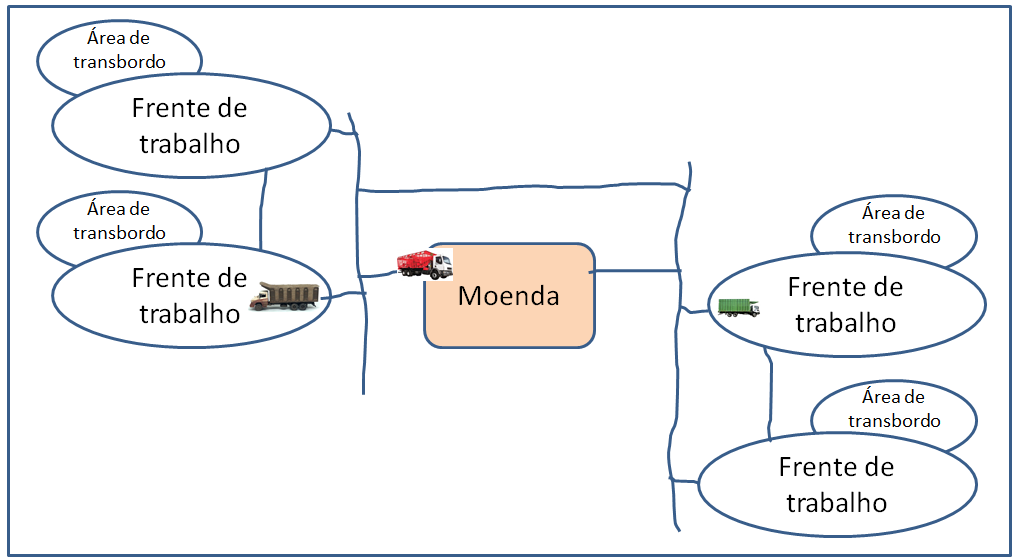 Área de
transbordo
Frente de
trabalho
Área de
transbordo
Frente de
trabalho
Moenda
Área de
transbordo
Frente de
trabalho
Área de
transbordo
Frente de
trabalho